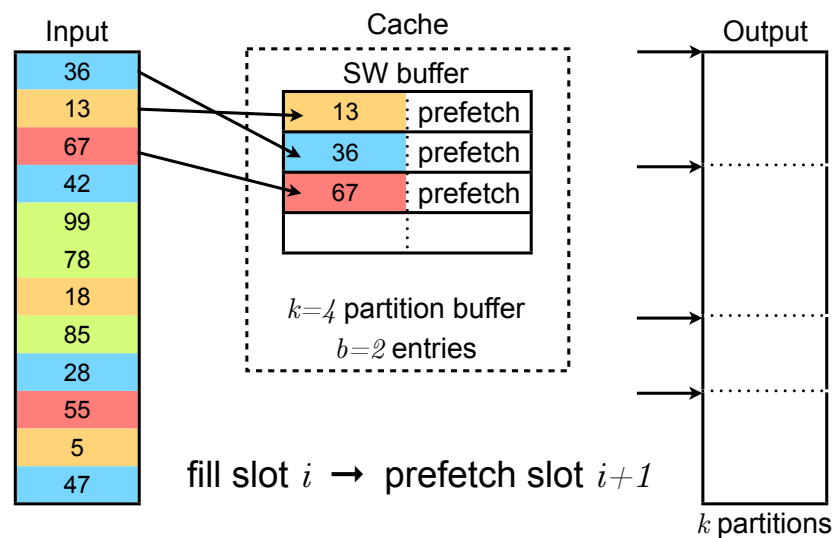 Input
36
13
67
42
99
78
18
85
28
55
5
47
Cache
SW buffer
13 prefetch
36 prefetch
67 prefetch
k=4 partition buffer
b=2 entries
fill slot i → prefetch slot i+1
Output
k partitions